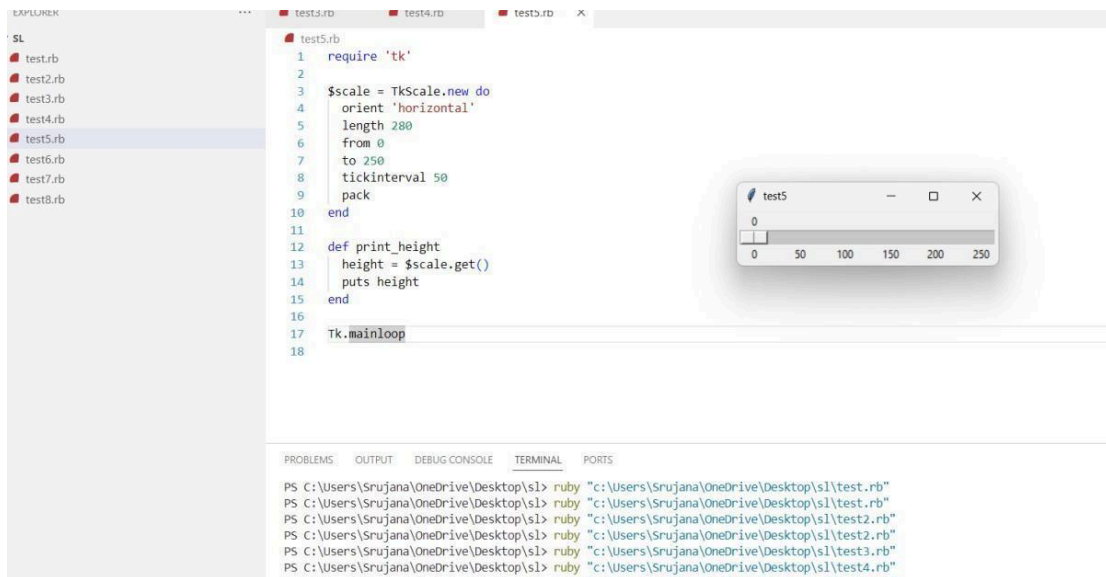 EXPLORER ... test3.rb test4.rb test5.rb X
SL
test.rb
test2.rb
test3.rb
test4.rb
test5.rb
test6.rb
test7.rb
test8.rb
test5.rb
1 require 'tk'
2
3 $scale = TkScale.new do
4 orient 'horizontal'
5 length 280
6 from 0
7 to 250
8 tickinterval 50
9 pack
10 end
11
12 def print_height
13 height = $scale.get()
14 puts height
15 end
16
17 Tk.mainloop
18
test5
0
0 50 100 150 200 250
PROBLEMS OUTPUT DEBUG CONSOLE TERMINAL PORTS
PS C:\Users\Srujana\OneDrive\Desktop\sl> ruby "c:\Users\Srujana\OneDrive\Desktop\sl\test.rb"
PS C:\Users\Srujana\OneDrive\Desktop\sl> ruby "c:\Users\Srujana\OneDrive\Desktop\sl\test.rb"
PS C:\Users\Srujana\OneDrive\Desktop\sl> ruby "c:\Users\Srujana\OneDrive\Desktop\sl\test2.rb"
PS C:\Users\Srujana\OneDrive\Desktop\sl> ruby "c:\Users\Srujana\OneDrive\Desktop\sl\test2.rb"
PS C:\Users\Srujana\OneDrive\Desktop\sl> ruby "c:\Users\Srujana\OneDrive\Desktop\sl\test3.rb"
PS C:\Users\Srujana\OneDrive\Desktop\sl> ruby "c:\Users\Srujana\OneDrive\Desktop\sl\test4.rb"